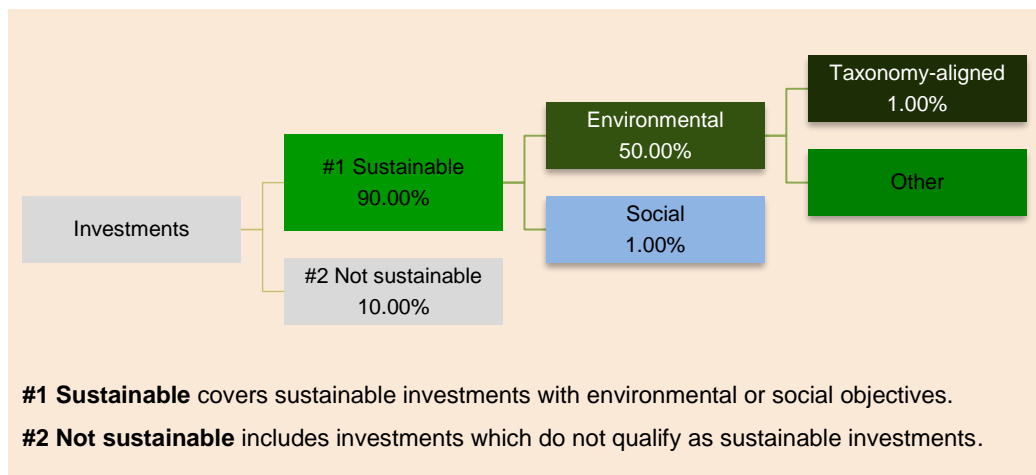 Investments
#1 Sustainable
90.00%
#2 Not sustainable
10.00%
Environmental
50.00%
Social
1.00%
Taxonomy-aligned
1.00%
Other
#1 Sustainable covers sustainable investments with environmental or social objectives.
#2 Not sustainable includes investments which do not qualify as sustainable investments.